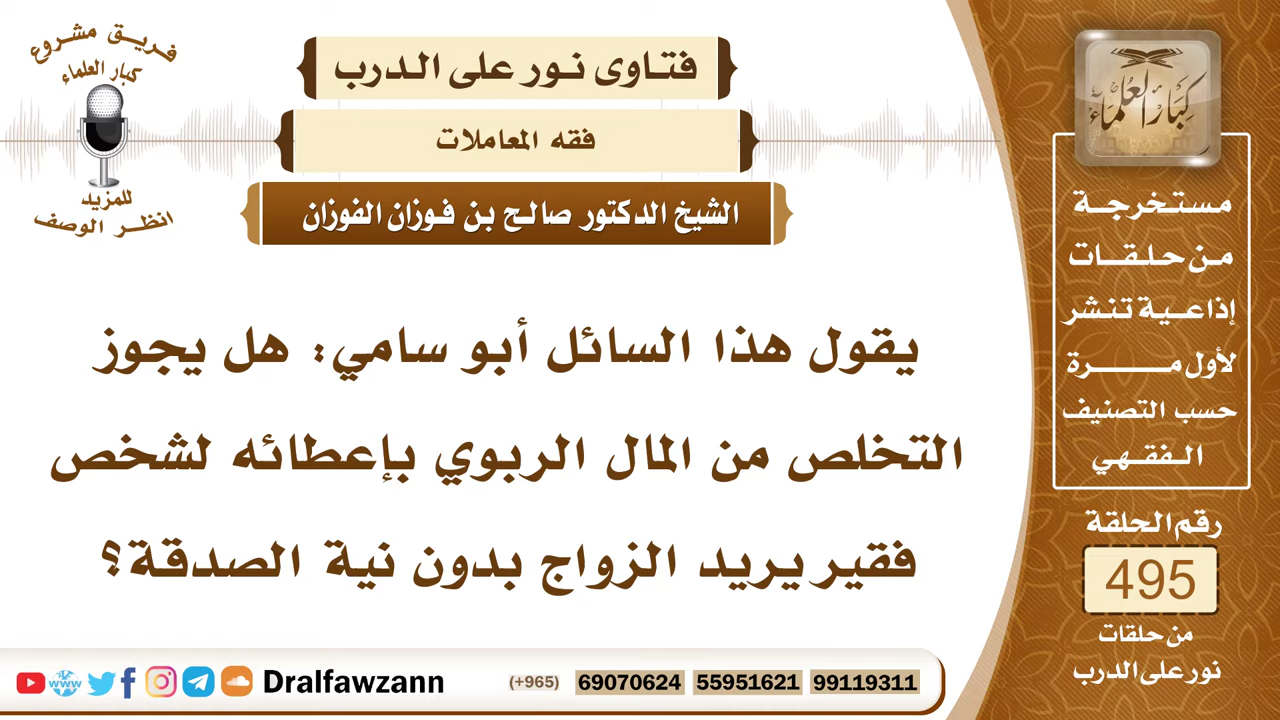 فريق مشروع
كبار العلماء
للمزيد
انظر الوصف
فتاوى نور على الدرب
فقه المعاملات
الشيخ الدكتور صالح بن فوزان الفوزان
يقول هذا السائل أبو سامي: هل يجوز
التخلص من المال الربوي بإعطائه لشخص
فقير يريد الزواج بدون نية الصدقة؟
كبار العلماء
مستخرجة
من حلقات
إذاعية تنشر
لأول مرة
حسب التصنيف
الفقهي
رقم الحلقة
495
من حلقات
نور على الدرب
www
Dralfawzann
(+965) 69070624 55951621 99119311